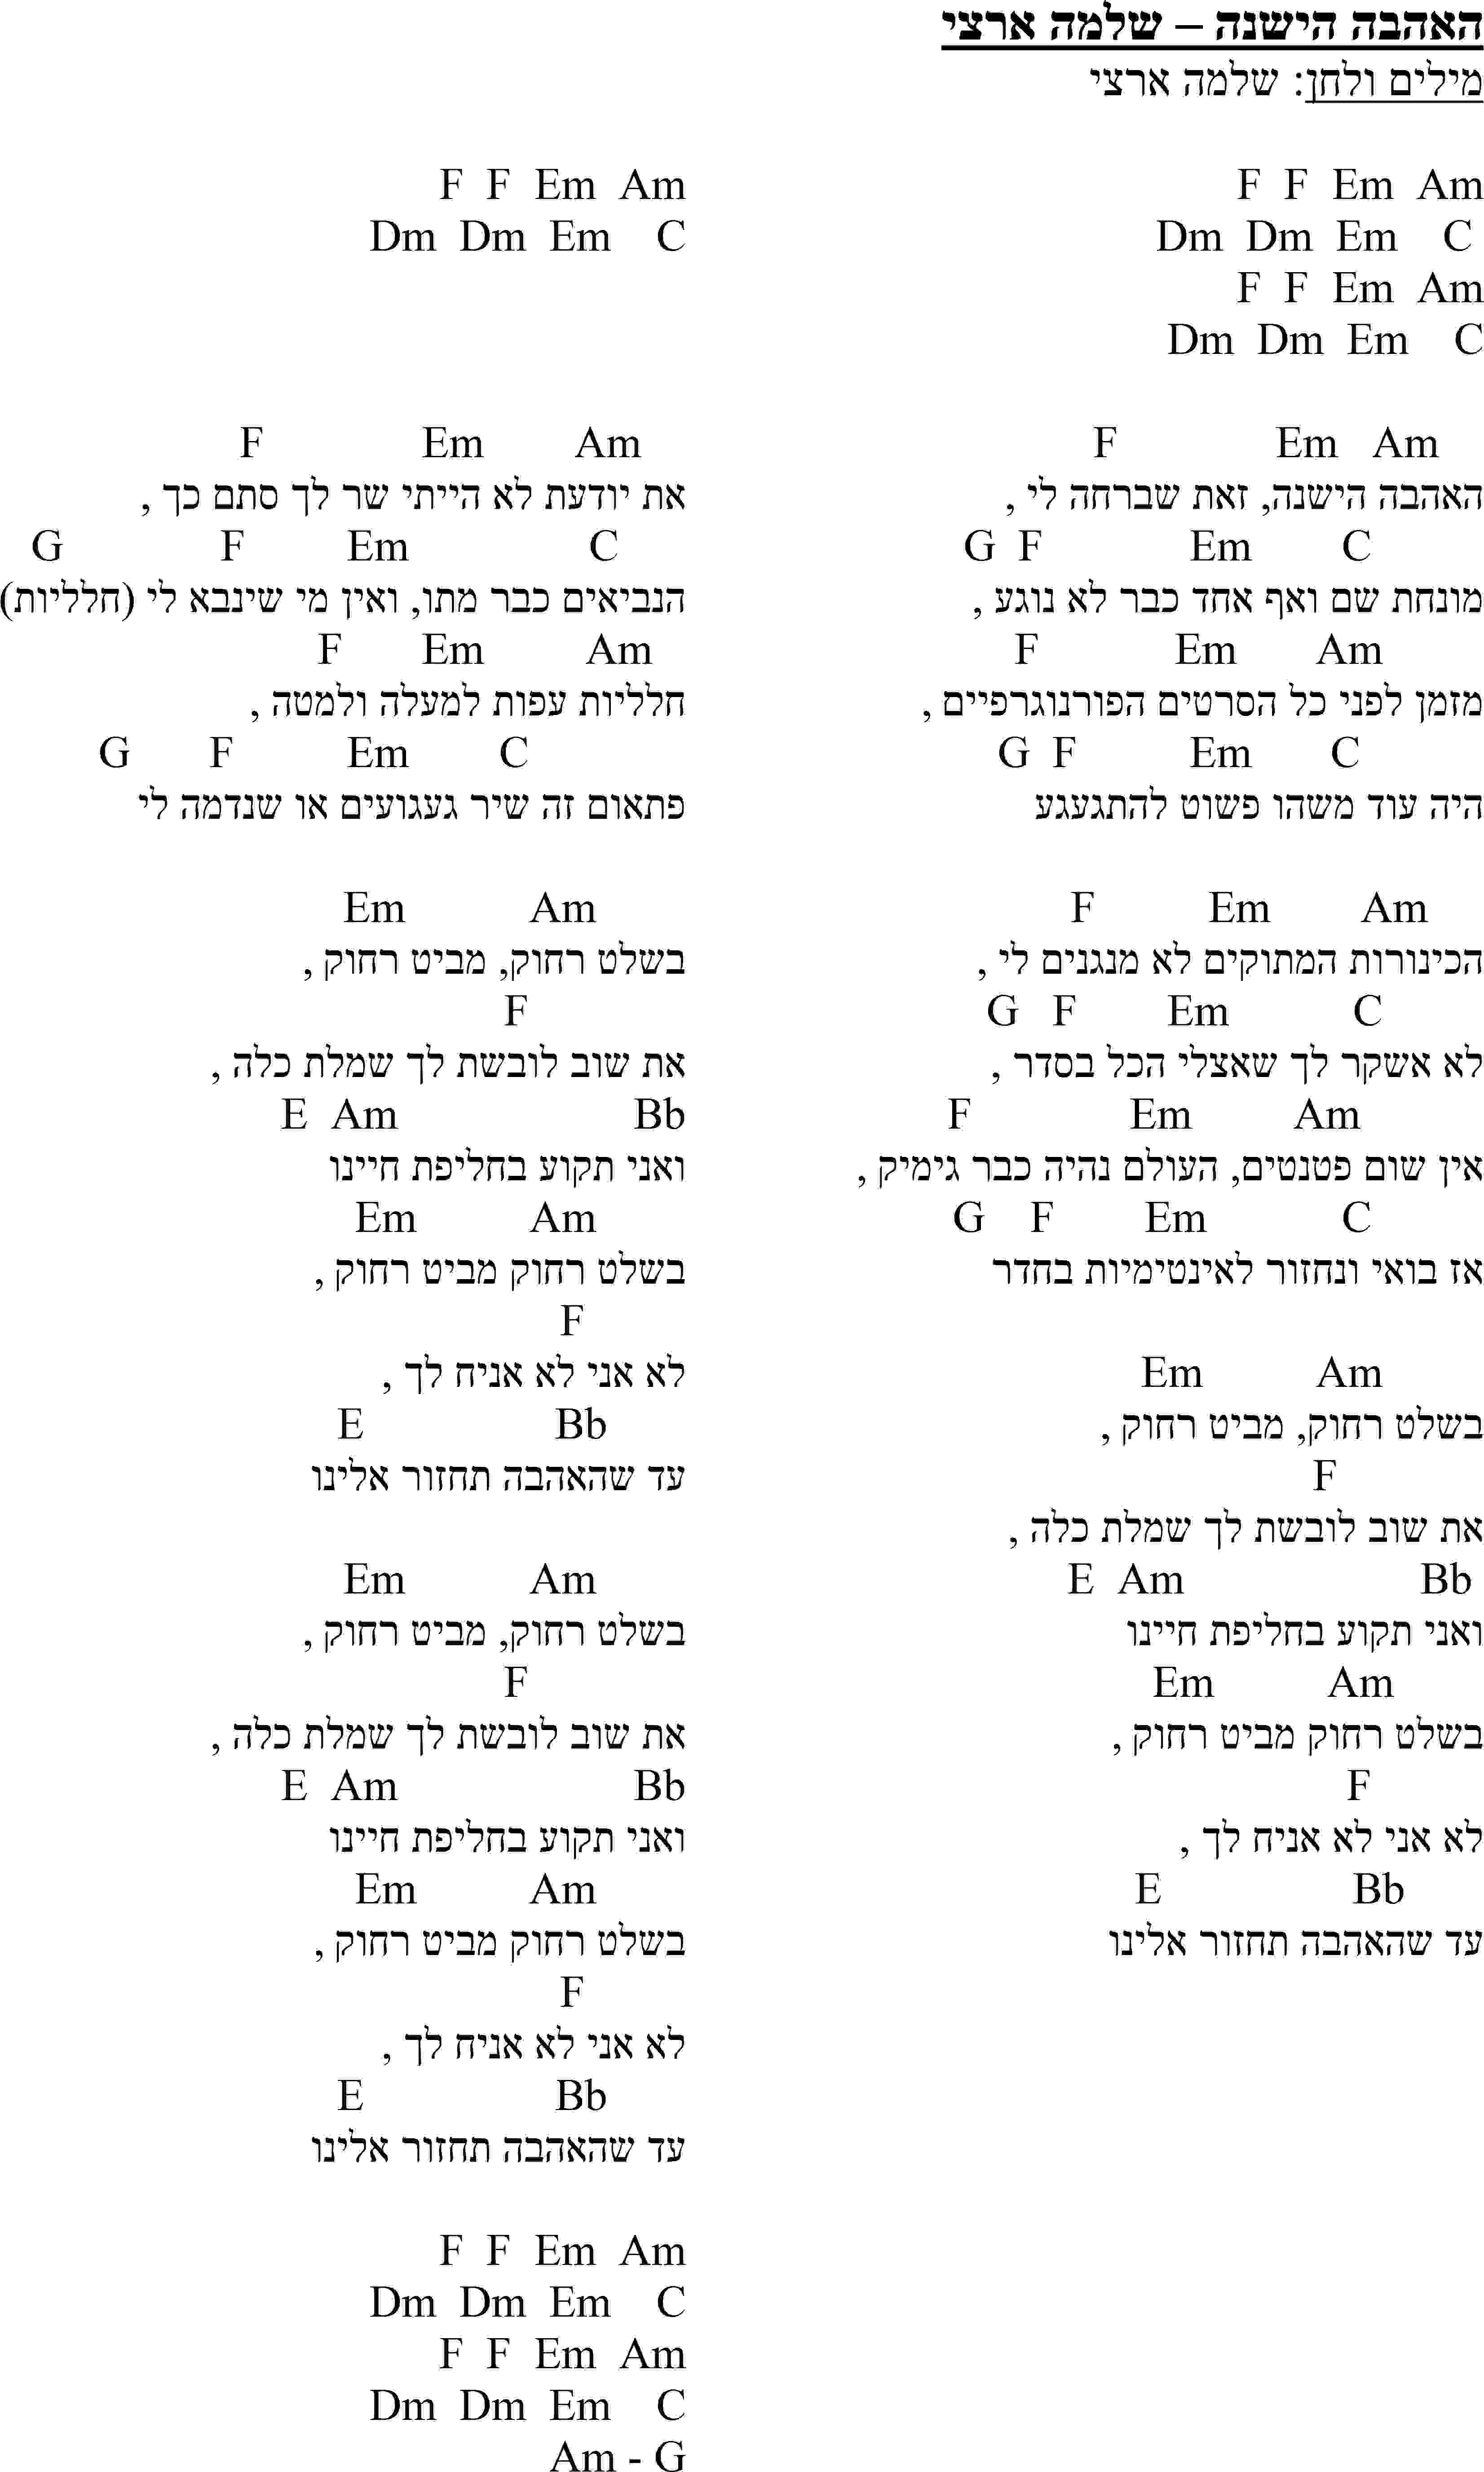 האהבה הישנה – שלמה ארצי
מילים ולחן: שלמה ארצי
F F Em Am
Dm Dm Em C
F F Em Am
Dm Dm Em C
F Em Am
האהבה הישנה, זאת שברחה לי ,
G F Em C
מונחת שם ואף אחד כבר לא נוגע ,
F Em Am
מזמן לפני כל הסרטים הפורנוגרפיים ,
G F Em C
היה עוד משהו פשוט להתגעגע
F Em Am
הכינורות המתוקים לא מנגנים לי ,
G F Em C
לא אשקר לך שאצלי הכל בסדר ,
F Em Am
אין שום פטנטים, העולם נהיה כבר גימיק ,
G F Em C
אז בואי ונחזור לאינטימיות בחדר
Em Am
בשלט רחוק, מביט רחוק ,
F
את שוב לובשת לך שמלת כלה ,
E Am Bb
ואני תקוע בחליפת חיינו
Em Am
בשלט רחוק מביט רחוק ,
F
לא אני לא אניח לך ,
E Bb
עד שהאהבה תחזור אלינו
F F Em Am
Dm Dm Em C
F Em Am
את יודעת לא הייתי שר לך סתם כך ,
G F Em C
הנביאים כבר מתו, ואין מי שינבא לי (חלליות)
F Em Am
חלליות עפות למעלה ולמטה ,
G F Em C
פתאום זה שיר געגועים או שנדמה לי
Em Am
בשלט רחוק, מביט רחוק ,
F
את שוב לובשת לך שמלת כלה ,
E Am Bb
ואני תקוע בחליפת חיינו
Em Am
בשלט רחוק מביט רחוק ,
F
לא אני לא אניח לך ,
E Bb
עד שהאהבה תחזור אלינו
Em Am
בשלט רחוק, מביט רחוק ,
F
את שוב לובשת לך שמלת כלה ,
E Am Bb
ואני תקוע בחליפת חיינו
Em Am
בשלט רחוק מביט רחוק ,
F
לא אני לא אניח לך ,
E Bb
עד שהאהבה תחזור אלינו
F F Em Am
Dm Dm Em C
F F Em Am
Dm Dm Em C
Am - G